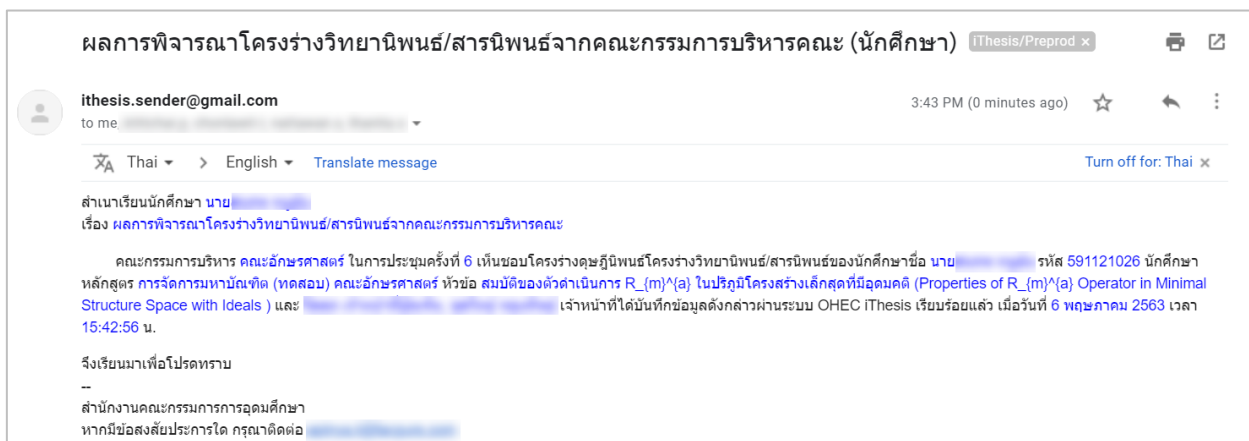 ผลการพิจารณาโครงร่างวิทยานิพนธ์/สารนิพนธ์จากคณะกรรมการบริหารคณะ (นักศึกษา) iThesis/Preprod ×
ithesis.sender@gmail.com 3:43 PM (0 minutes ago)
to me
Thai > English Translate message Turn off for: Thai ×
สำเนาเรียนนักศึกษา นาย
เรื่อง ผลการพิจารณาโครงร่างวิทยานิพนธ์/สารนิพนธ์จากคณะกรรมการบริหารคณะ
คณะกรรมการบริหาร คณะอักษรศาสตร์ ในการประชุมครั้งที่ 6 เห็นชอบโครงร่างดุษฎีนิพนธ์โครงร่างวิทยานิพนธ์/สารนิพนธ์ของนักศึกษาชื่อ นาย รหัส 591121026 นักศึกษา
หลักสูตร การจัดการมหาบัณฑิต (ทดสอบ) คณะอักษรศาสตร์ หัวข้อ สมบัติของตัวดำเนินการ R_{m}^{a} ในปริภูมิโครงสร้างเล็กสุดที่มีอุดมคติ (Properties of R_{m}^{a} Operator in Minimal
Structure Space with Ideals ) และ เจ้าหน้าที่ได้บันทึกข้อมูลดังกล่าวผ่านระบบ OHEC iThesis เรียบร้อยแล้ว เมื่อวันที่ 6 พฤษภาคม 2563 เวลา
15:42:56 น.
จึงเรียนมาเพื่อโปรดทราบ
--
สำนักงานคณะกรรมการการอุดมศึกษา
หากมีข้อสงสัยประการใด กรุณาติดต่อ